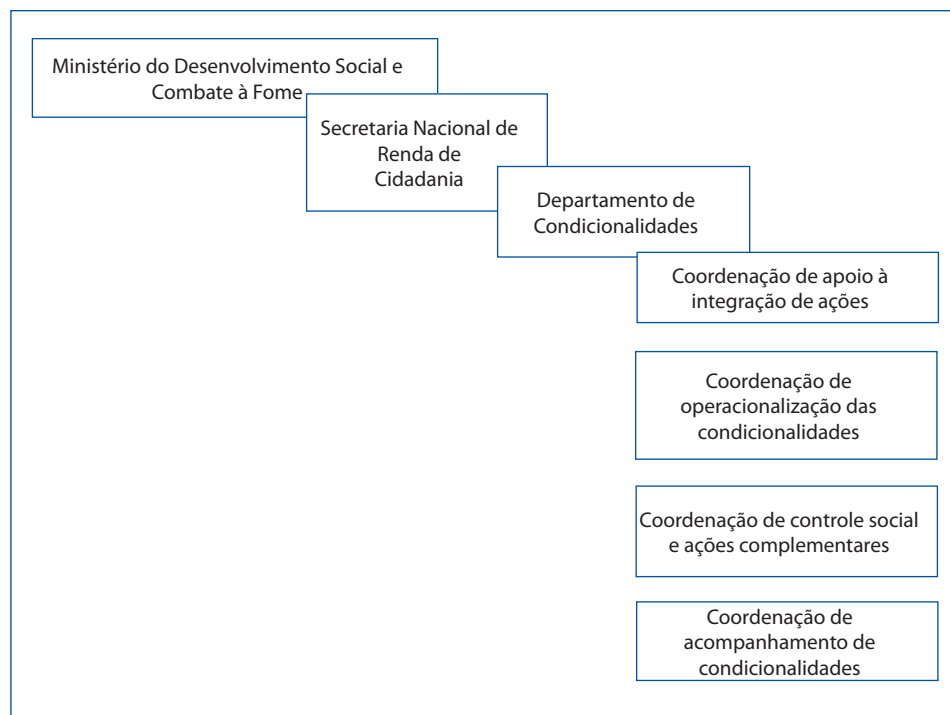 Ministério do Desenvolvimento Social e
Combate à Fome
Secretaria Nacional de
Renda de
Cidadania
Departamento de
Condicionalidades
Coordenação de apoio à
integração de ações
Coordenação de
operacionalização das
condicionalidades
Coordenação de controle social
e ações complementares
Coordenação de
acompanhamento de
condicionalidades